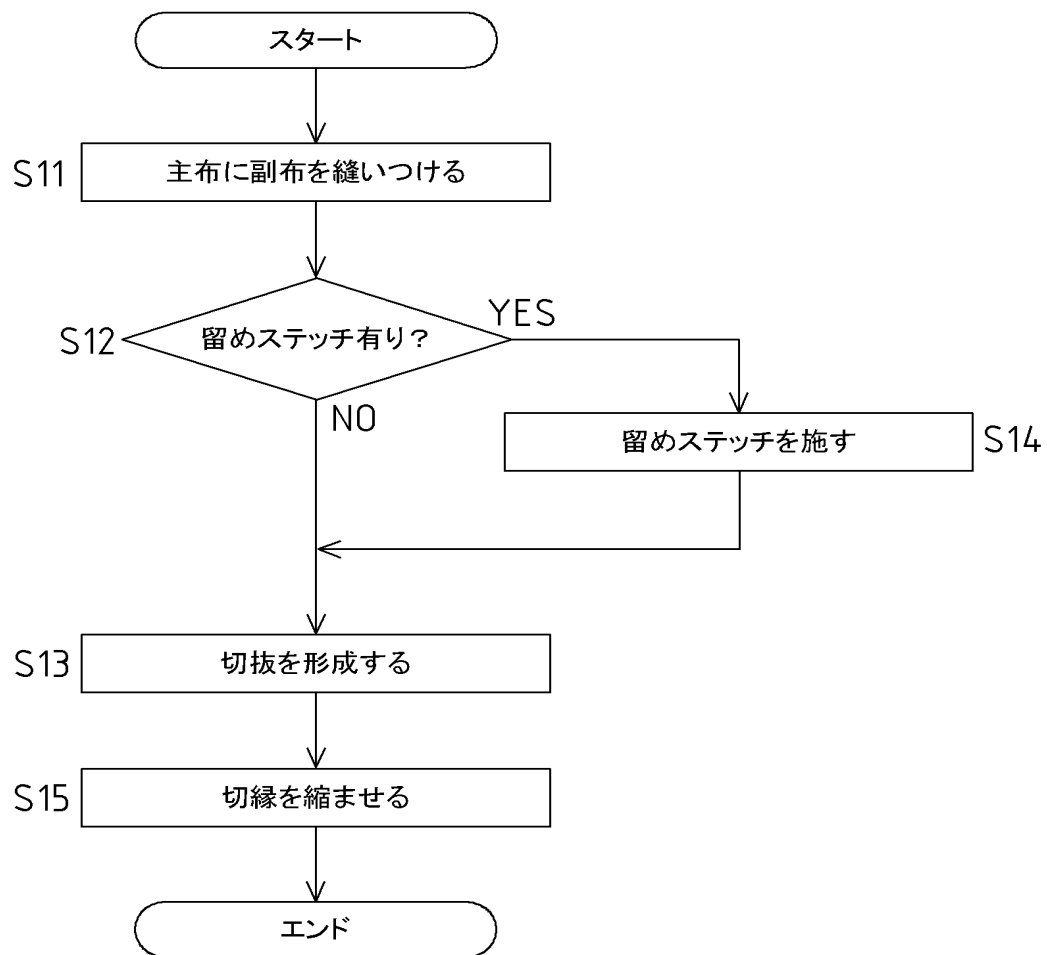 スタート
S11
主布に副布を縫いつける
S12
留めステッチ有り？
YES
NO
留めステッチを施す
S14
S13
切抜を形成する
S15
切縁を縮ませる
エンド